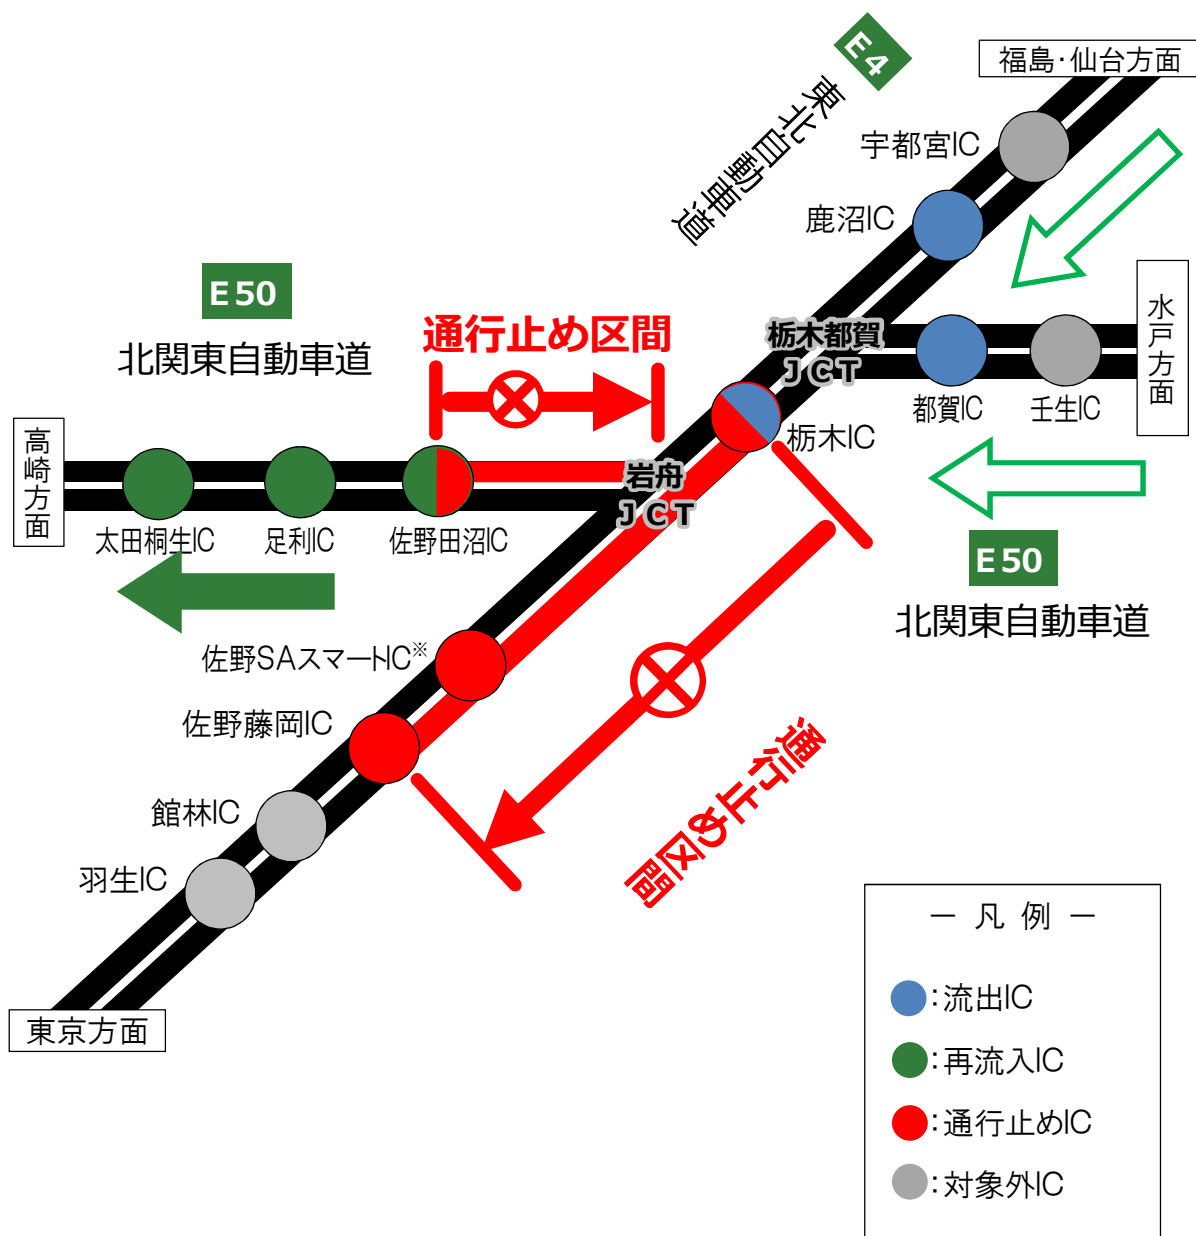 E4
東北自動車道
福島・仙台方面
宇都宮IC
鹿沼IC
E50
北関東自動車道
通行止め区間
栃木都賀
JCT
水戸方面
都賀IC
壬生IC
栃木IC
高崎方面
岩舟
JCT
太田桐生IC
足利IC
佐野田沼IC
E50
北関東自動車道
佐野SAスマートIC※
佐野藤岡IC
通行止め区間
館林IC
羽生IC
東京方面
― 凡 例 ―
:流出IC
:再流入IC
:通行止めIC
:対象外IC